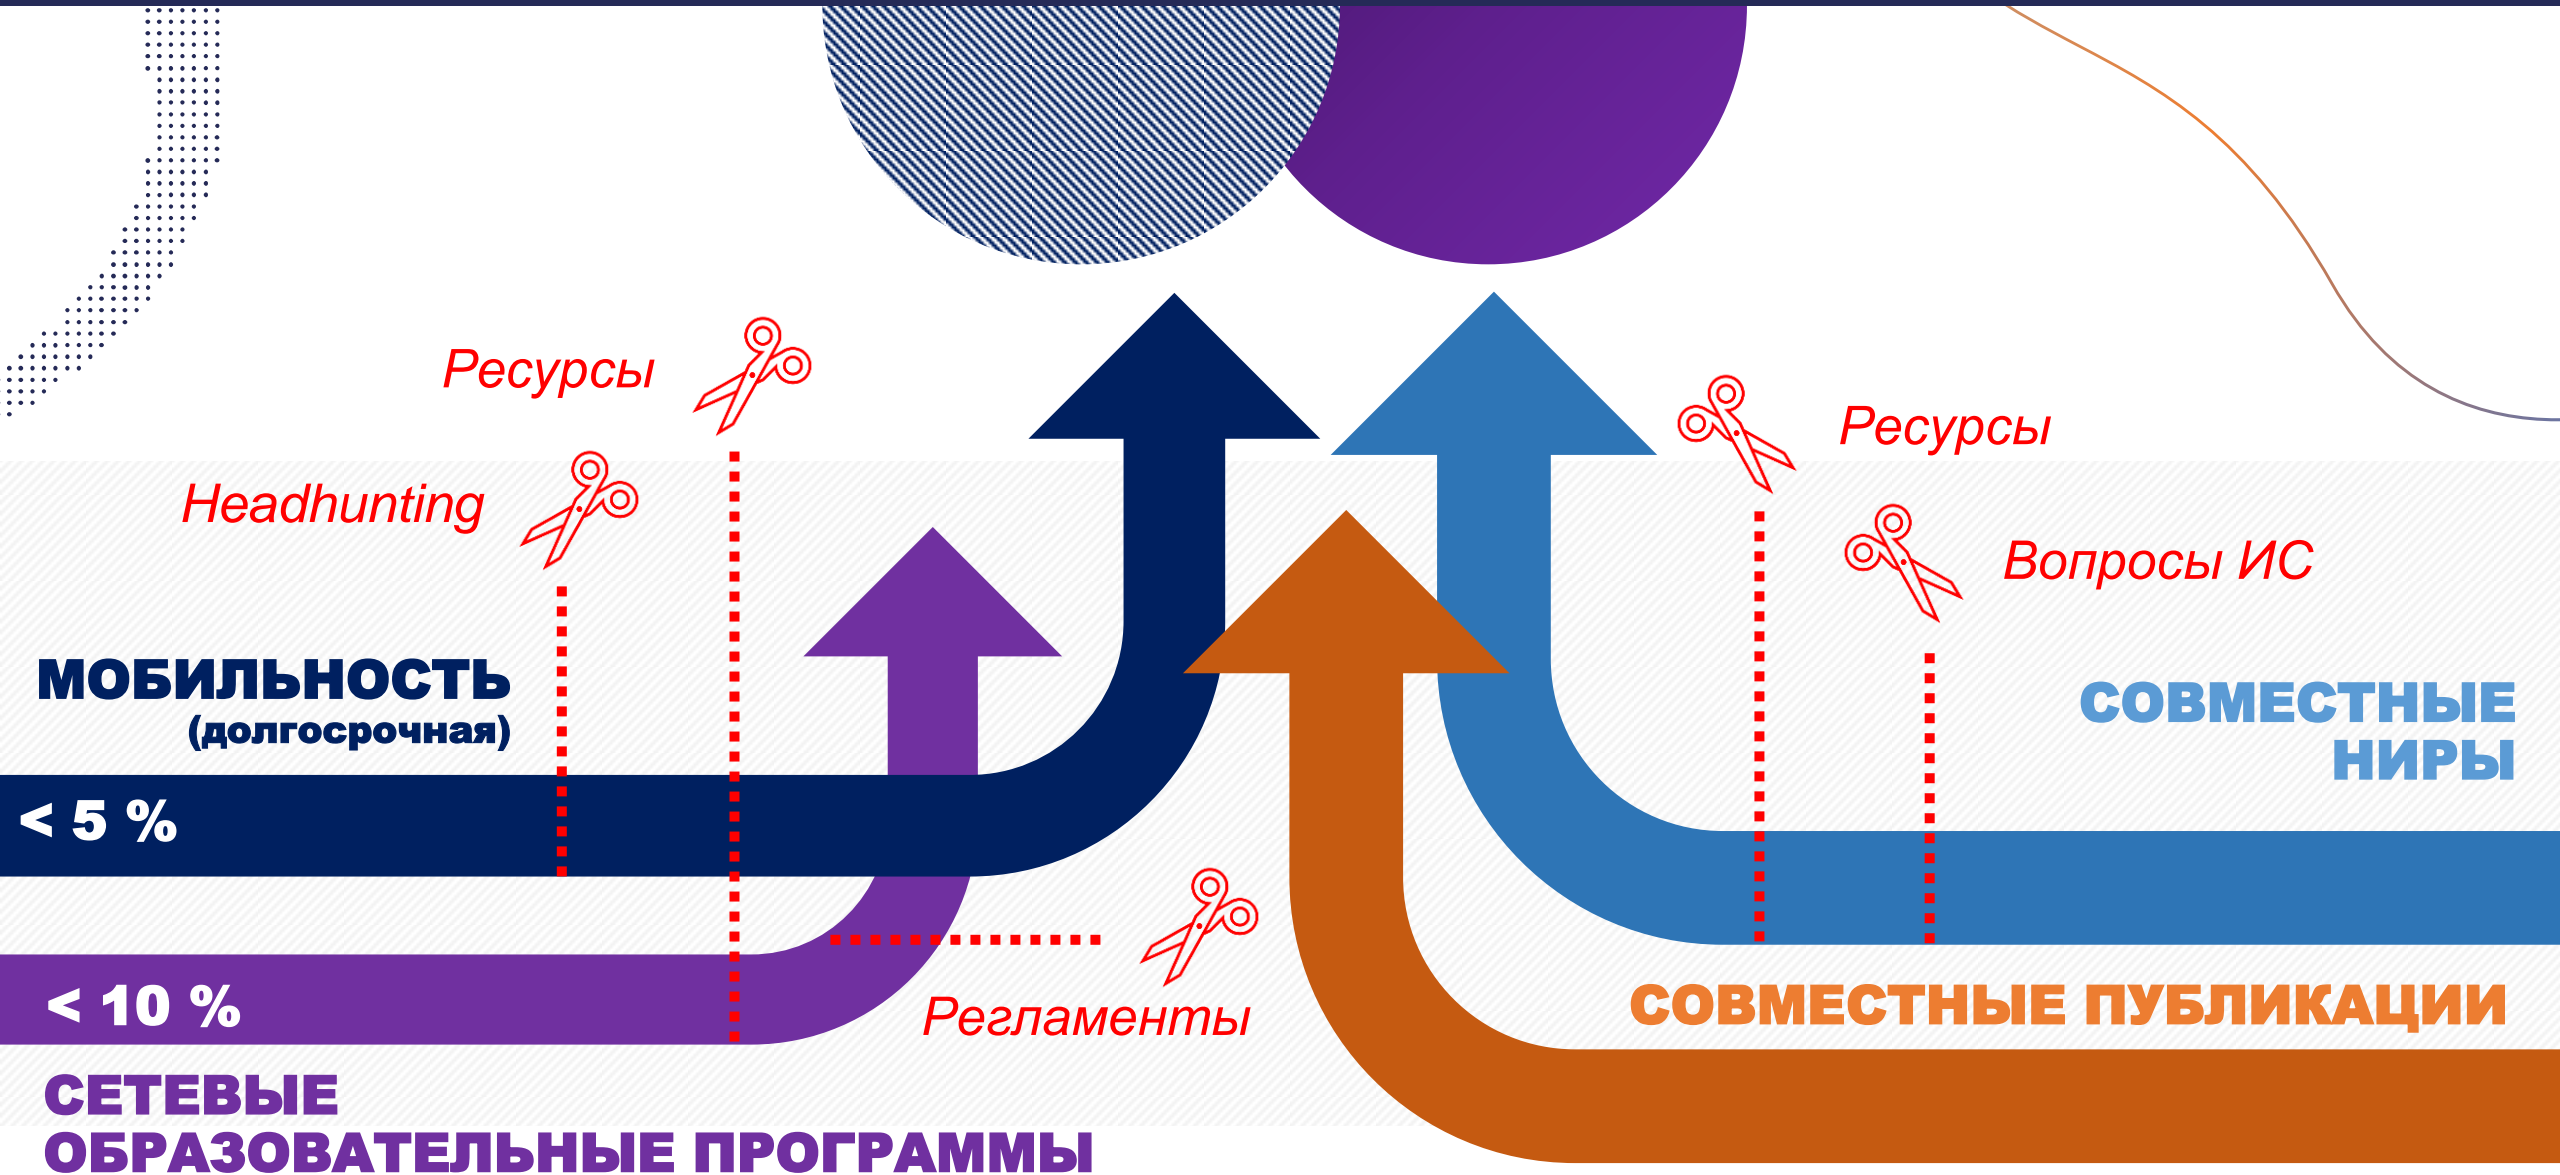 Ресурсы
Headhunting
Ресурсы
Вопросы ИС
МОБИЛЬНОСТЬ
(долгосрочная)
< 5 %
СОВМЕСТНЫЕ
НИРЫ
< 10 %
Регламенты
СОВМЕСТНЫЕ ПУБЛИКАЦИИ
СЕТЕВЫЕ
ОБРАЗОВАТЕЛЬНЫЕ ПРОГРАММЫ